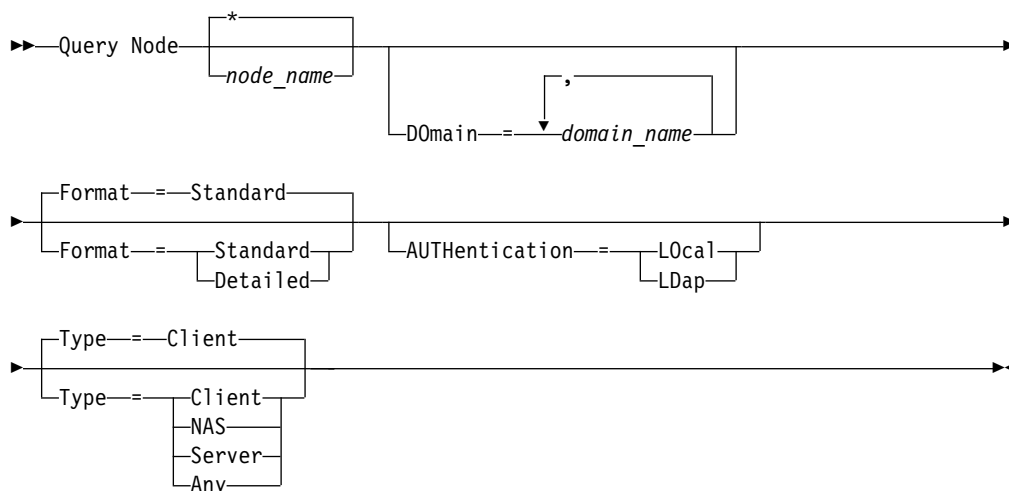 *
Query Node
node_name
,
DOmain = domain_name
Format = Standard
Format = Standard
Detailed
AUTHentication = LOcal
LDap
Type = Client
Type = Client
NAS
Server
Any